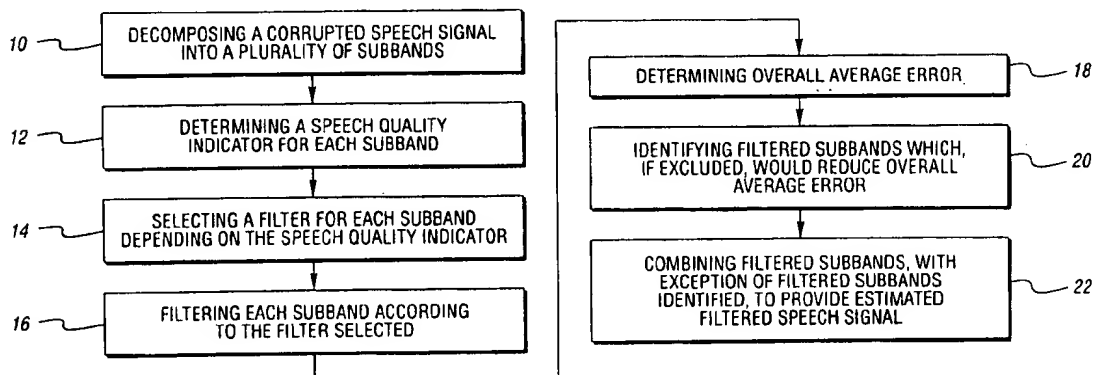 10
DECOMPOSING A CORRUPTED SPEECH SIGNAL
INTO A PLURALITY OF SUBBANDS
12
DETERMINING A SPEECH QUALITY
INDICATOR FOR EACH SUBBAND
14
SELECTING A FILTER FOR EACH SUBBAND
DEPENDING ON THE SPEECH QUALITY INDICATOR
16
FILTERING EACH SUBBAND ACCORDING
TO THE FILTER SELECTED
DETERMINING OVERALL AVERAGE ERROR
18
IDENTIFYING FILTERED SUBBANDS WHICH,
IF EXCLUDED, WOULD REDUCE OVERALL
AVERAGE ERROR
20
COMBINING FILTERED SUBBANDS, WITH
EXCEPTION OF FILTERED SUBBANDS
IDENTIFIED, TO PROVIDE ESTIMATED
FILTERED SPEECH SIGNAL
22